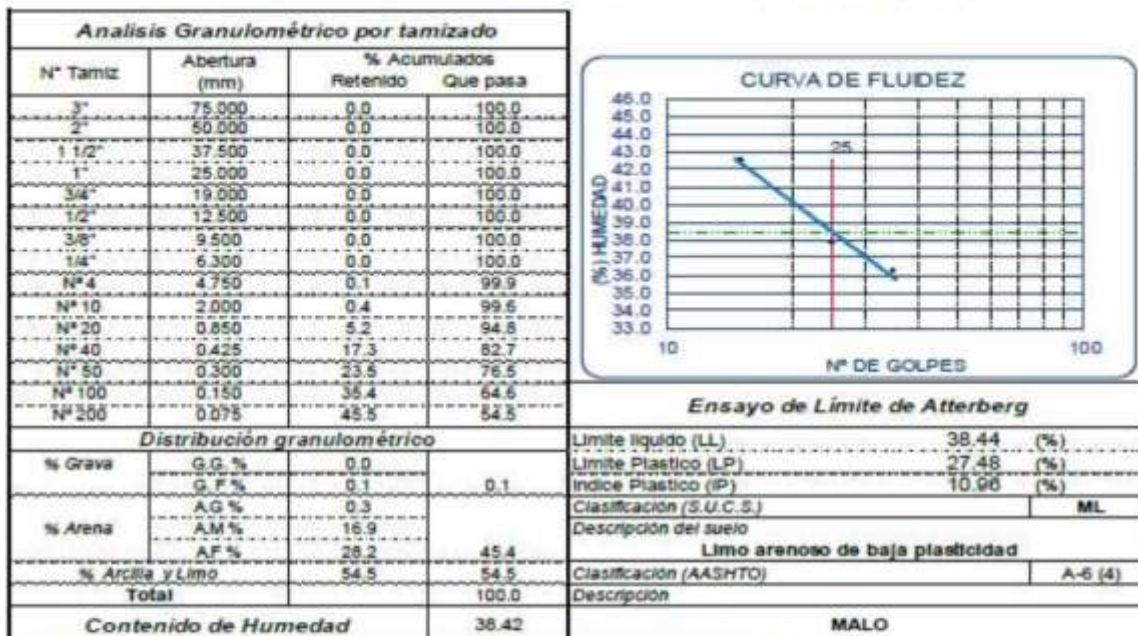 Analisis Granulométrico por tamizado
N° Tamiz Abertura (mm) % Acumulados Retenido Que pasa
3" 75.000 0.0 100.0
2" 50.000 0.0 100.0
1 1/2" 37.500 0.0 100.0
1" 25.000 0.0 100.0
3/4" 19.000 0.0 100.0
1/2" 12.500 0.0 100.0
3/8" 9.500 0.0 100.0
1/4" 6.300 0.0 100.0
Nº 4 4.750 0.1 99.9
Nº 10 2.000 0.4 99.6
Nº 20 0.850 5.2 94.8
Nº 40 0.425 17.3 82.7
N° 50 0.300 23.5 76.5
Nº 100 0.150 35.4 64.6
Nº 200 0.075 45.5 54.5
Distribución granulométrico
% Grava G.G. % 0.0
G. F % 0.1 0.1
A.G % 0.3
% Arena A.M % 16.9
A.F % 28.2 45.4
% Arcilla y Limo 54.5 54.5
Total 100.0
Contenido de Humedad 38.42
CURVA DE FLUIDEZ
(%) HUMEDAD
46.0
45.0
44.0
43.0
42.0
41.0
40.0
39.0
38.0
37.0
36.0
35.0
34.0
33.0
25
10 100
Nº DE GOLPES
Ensayo de Límite de Atterberg
Limite liquido (LL) 38.44 (%)
Limite Plastico (LP) 27.48 (%)
Indice Plastico (IP) 10.96 (%)
Clasificación (S.U.C.S.) ML
Descripción del suelo
Limo arenoso de baja plasticidad
Clasificación (AASHTO) A-6 (4)
Descripción
MALO